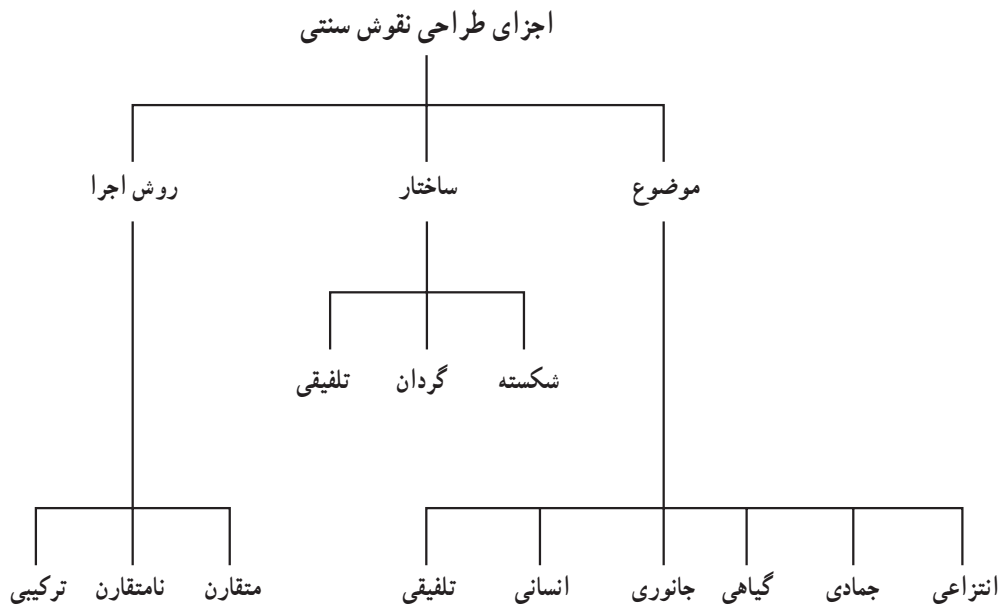 اجزای طراحی نقوش سنتی
موضوع ساختار روش اجرا
شکسته گردان تلفیقی
انتزاعی جمادی گیاهی جانوری انسانی تلفیقی متقارن نامتقارن ترکیبی